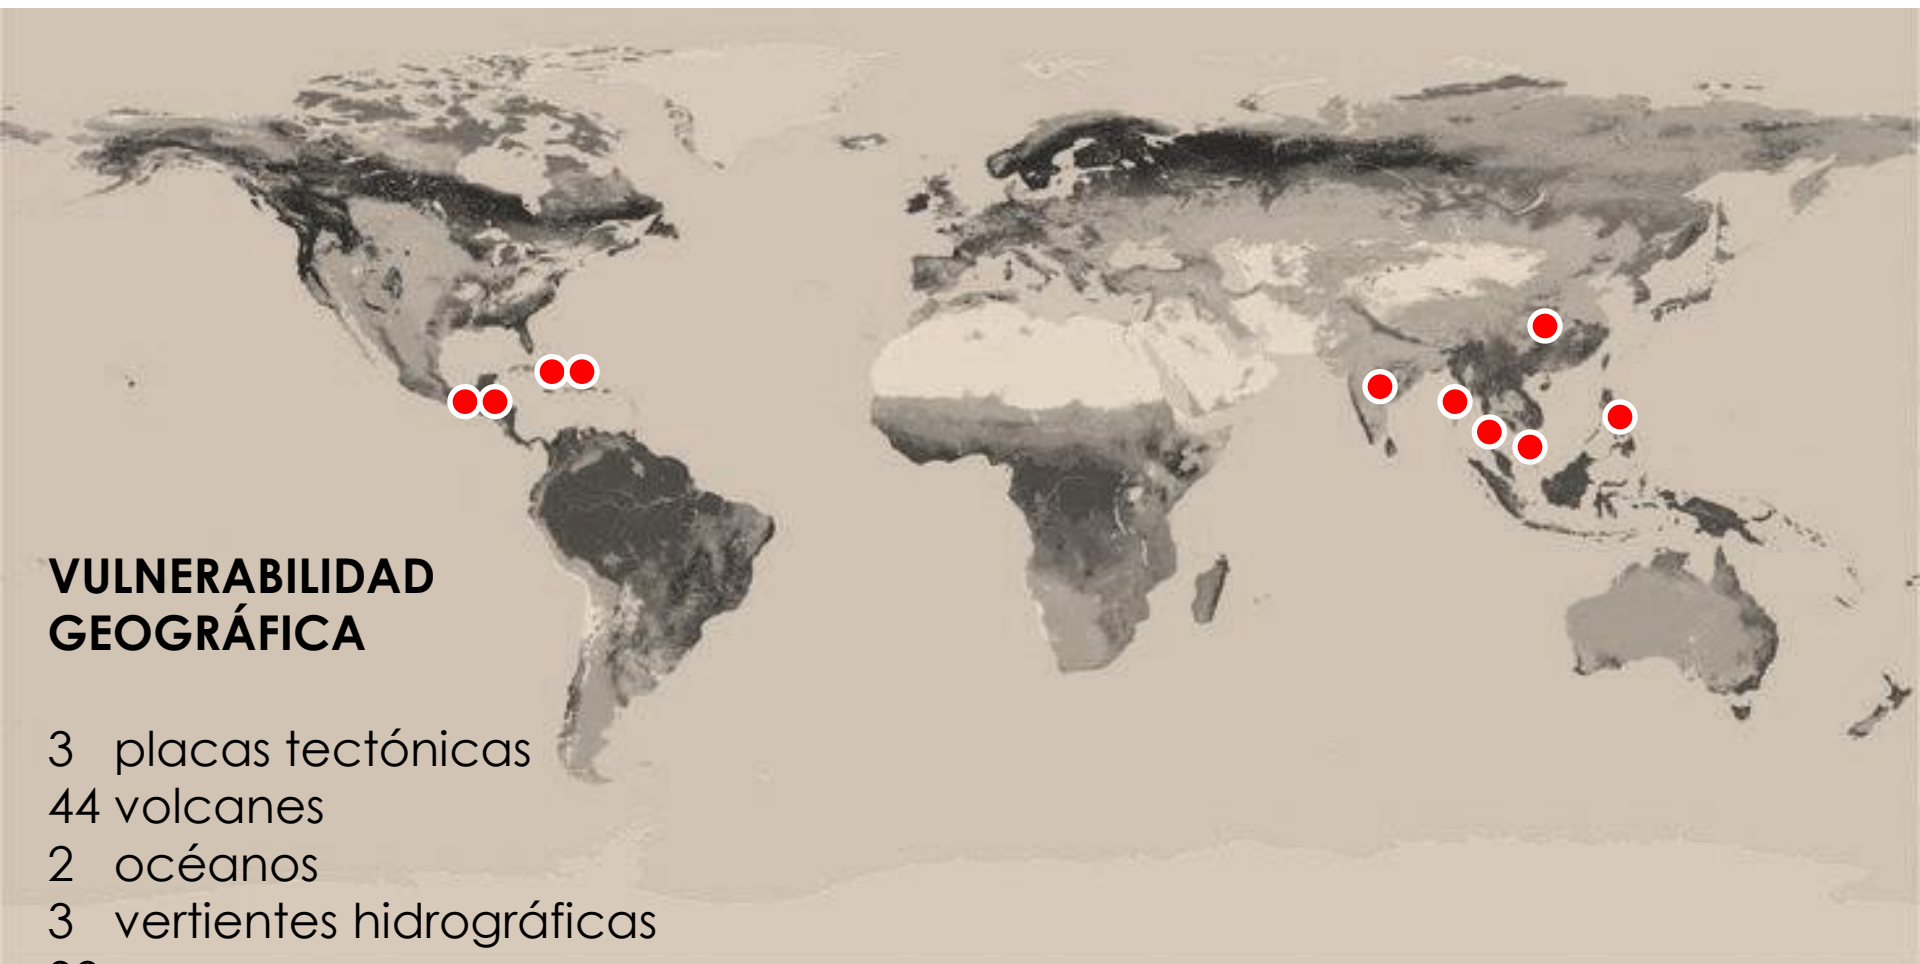 VULNERABILIDAD
GEOGRÁFICA
3 placas tectónicas
44 volcanes
2 océanos
3 vertientes hidrográficas